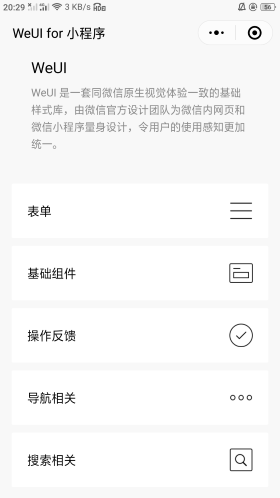 20:29
3 KB/s
56
WeUI for 小程序
WeUI
WeUI 是一套同微信原生视觉体验一致的基础
样式库，由微信官方设计团队为微信内网页和
微信小程序量身设计，令用户的使用感知更加
统一。
表单
基础组件
操作反馈
导航相关
搜索相关